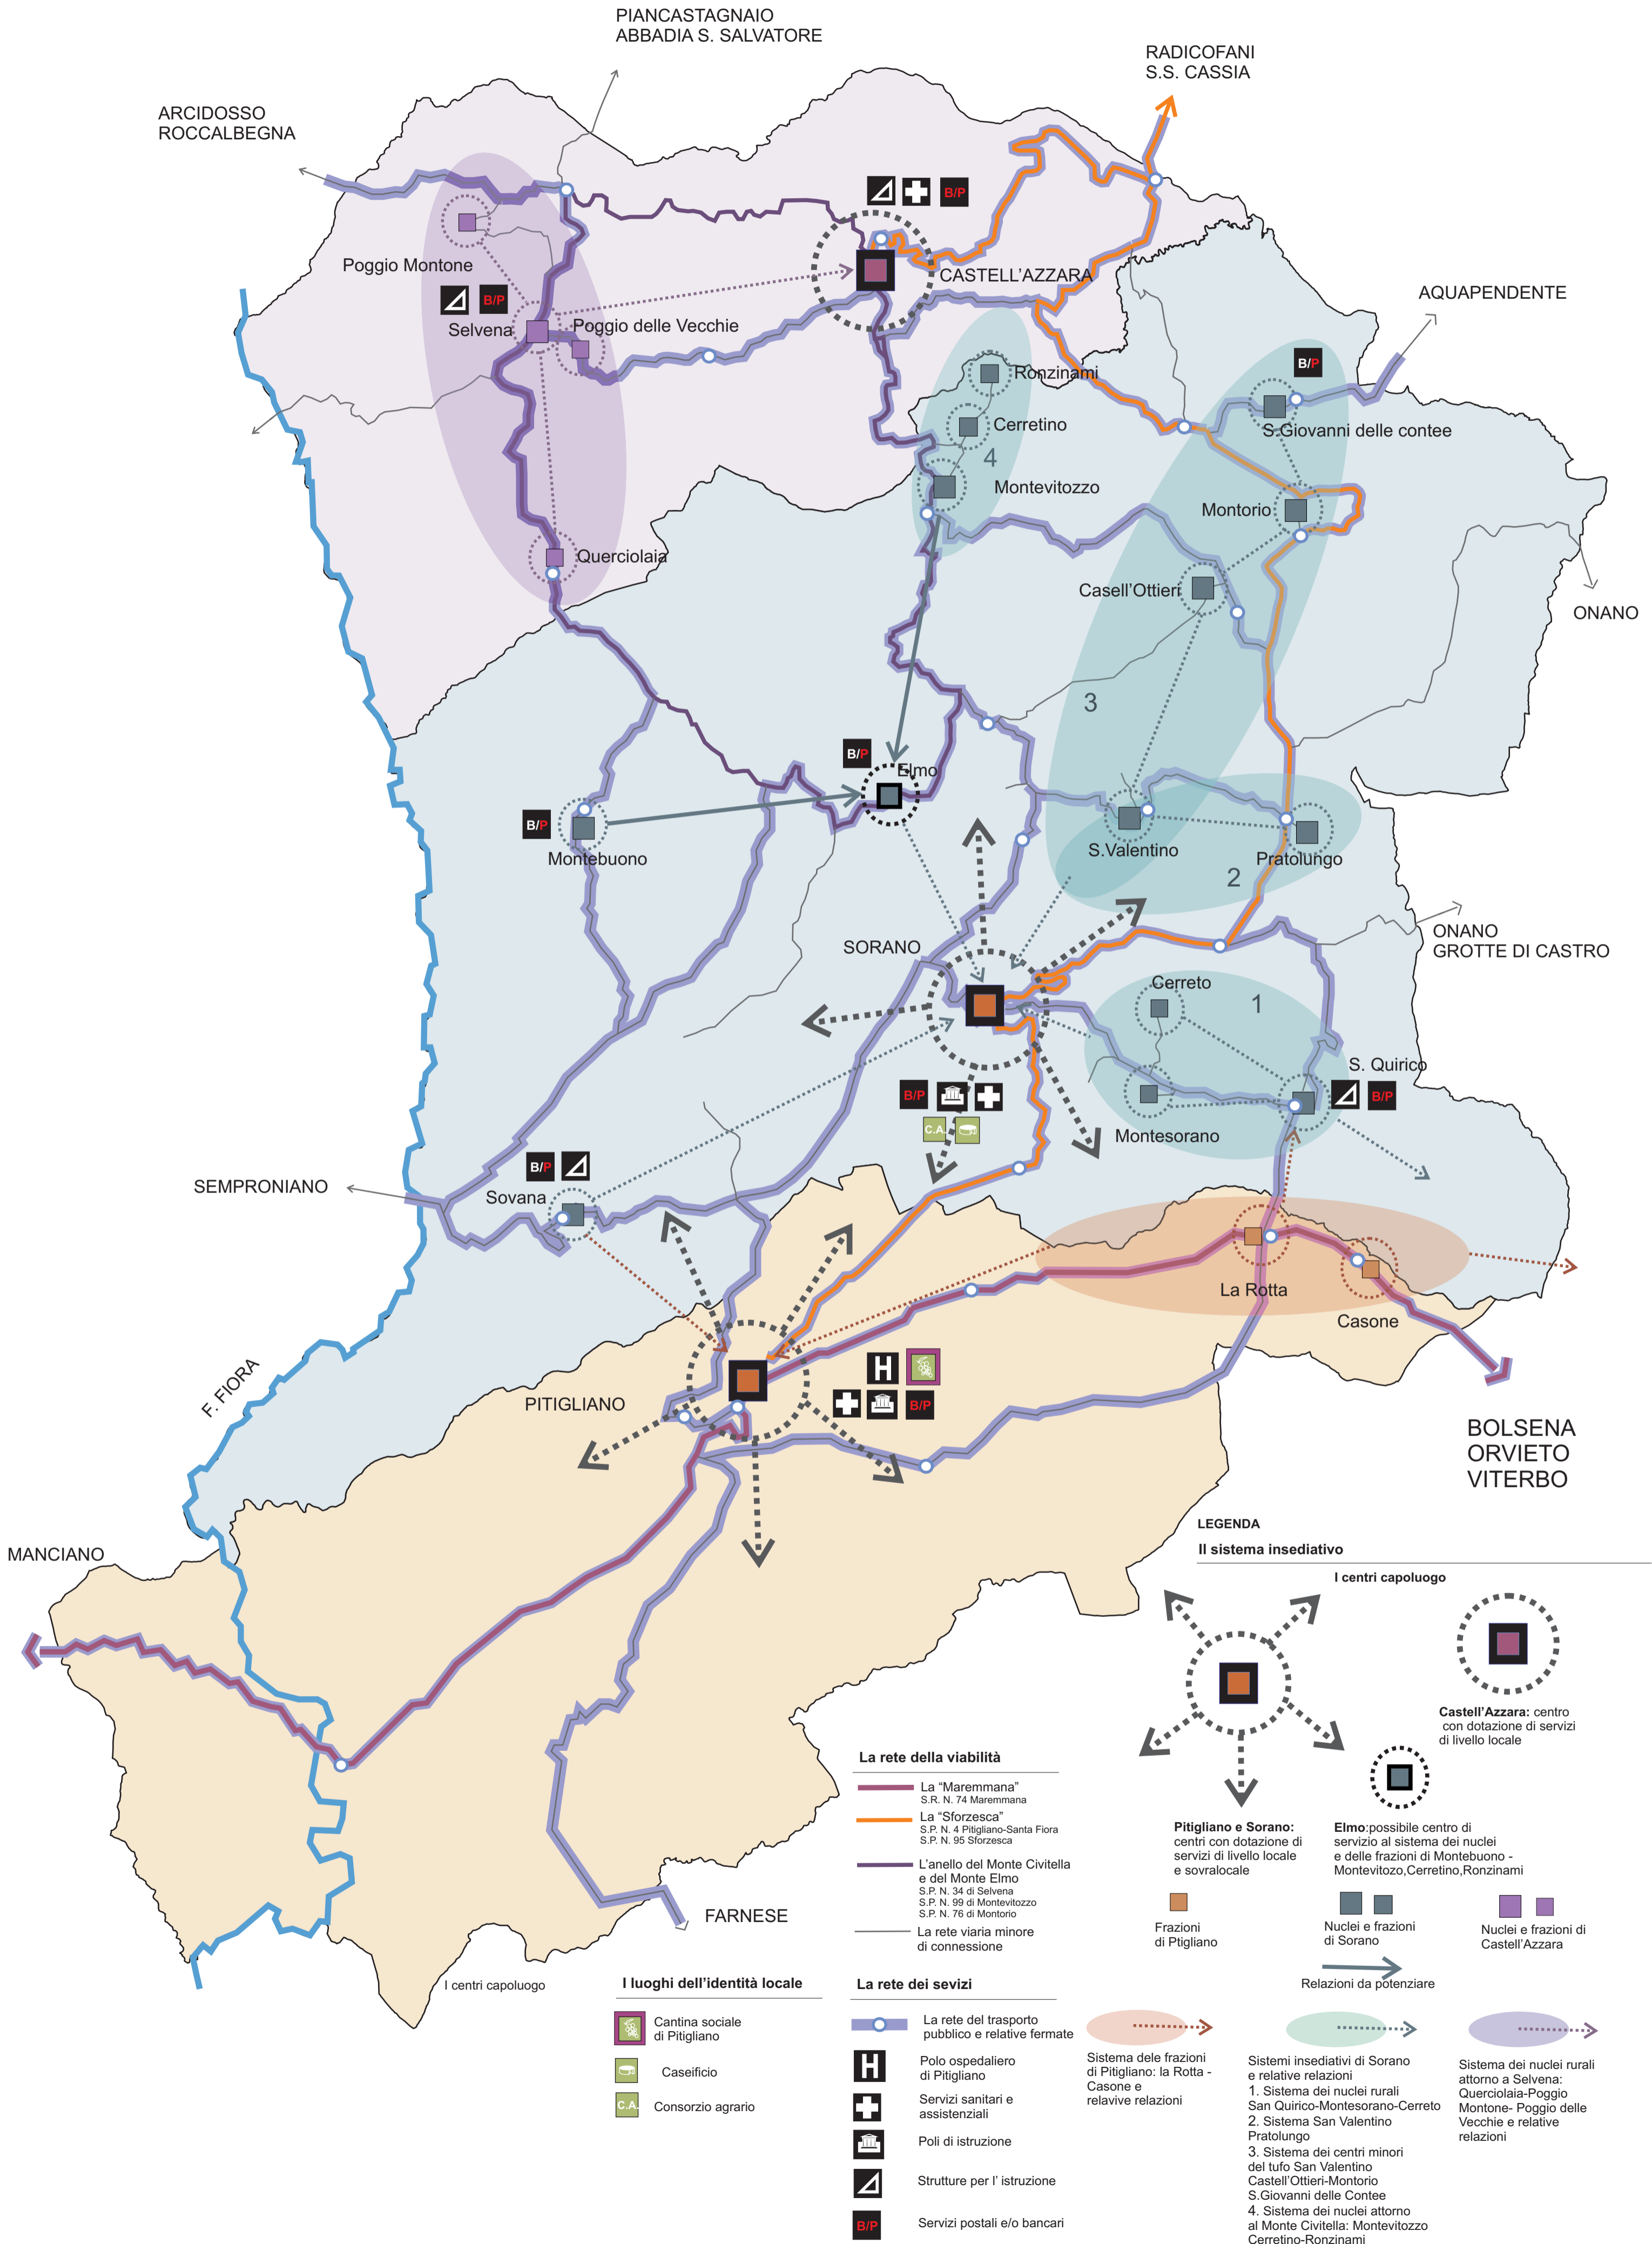 PIANCASTAGNAIO
ABBADIA S. SALVATORE
RADICOFANI
S.S. CASSIA
ARCIDOSSO
ROCCALBEGNA
B/P
Poggio Montone
CASTELL'AZZARA
AQUAPENDENTE
B/P
Selvena
Poggio delle Vecchie
B/P
Ronzinami
Cerretino
S.Giovanni delle contee
4
Montevitozzo
Montorio
Querciolaia
Casell'Ottieri
ONANO
3
B/P
Elmo
B/P
Montebuono
S.Valentino
Pratolungo
2
SORANO
ONANO
GROTTE DI CASTRO
Cerreto
1
S. Quirico
B/P
B/P
C.A.
Montesorano
B/P
SEMPRONIANO
Sovana
La Rotta
Casone
F. FIORA
H
PITIGLIANO
B/P
BOLSENA
ORVIETO
VITERBO
MANCIANO
FARNESE
I centri capoluogo
LEGENDA
Il sistema insediativo
I centri capoluogo
Castell'Azzara: centro
con dotazione di servizi
di livello locale
Pitigliano e Sorano:
centri con dotazione di
servizi di livello locale
e sovralocale
Elmo:possibile centro di
servizio al sistema dei nuclei
e delle frazioni di Montebuono -
Montevitozo,Cerretino,Ronzinami
Frazioni
di Pitigliano
Nuclei e frazioni
di Sorano
Nuclei e frazioni di
Castell'Azzara
Relazioni da potenziare
La rete della viabilità
La "Maremmana"
S.R. N. 74 Maremmana
La "Sforzesca"
S.P. N. 4 Pitigliano-Santa Fiora
S.P. N. 95 Sforzesca
L'anello del Monte Civitella
e del Monte Elmo
S.P. N. 34 di Selvena
S.P. N. 99 di Montevitozzo
S.P. N. 76 di Montorio
La rete viaria minore
di connessione
I luoghi dell'identità locale
Cantina sociale
di Pitigliano
Caseificio
C.A.
Consorzio agrario
La rete dei sevizi
La rete del trasporto
pubblico e relative fermate
H
Polo ospedaliero
di Pitigliano
Servizi sanitari e
assistenziali
Poli di istruzione
Strutture per l' istruzione
B/P
Servizi postali e/o bancari
Sistema dele frazioni
di Pitigliano: la Rotta -
Casone e
relavive relazioni
Sistemi insediativi di Sorano
e relative relazioni
1. Sistema dei nuclei rurali
San Quirico-Montesorano-Cerreto
2. Sistema San Valentino
Pratolungo
3. Sistema dei centri minori
del tufo San Valentino
Castell'Ottieri-Montorio
S.Giovanni delle Contee
4. Sistema dei nuclei attorno
al Monte Civitella: Montevitozzo
Cerretino-Ronzinami
Sistema dei nuclei rurali
attorno a Selvena:
Querciolaia-Poggio
Montone- Poggio delle
Vecchie e relative
relazioni